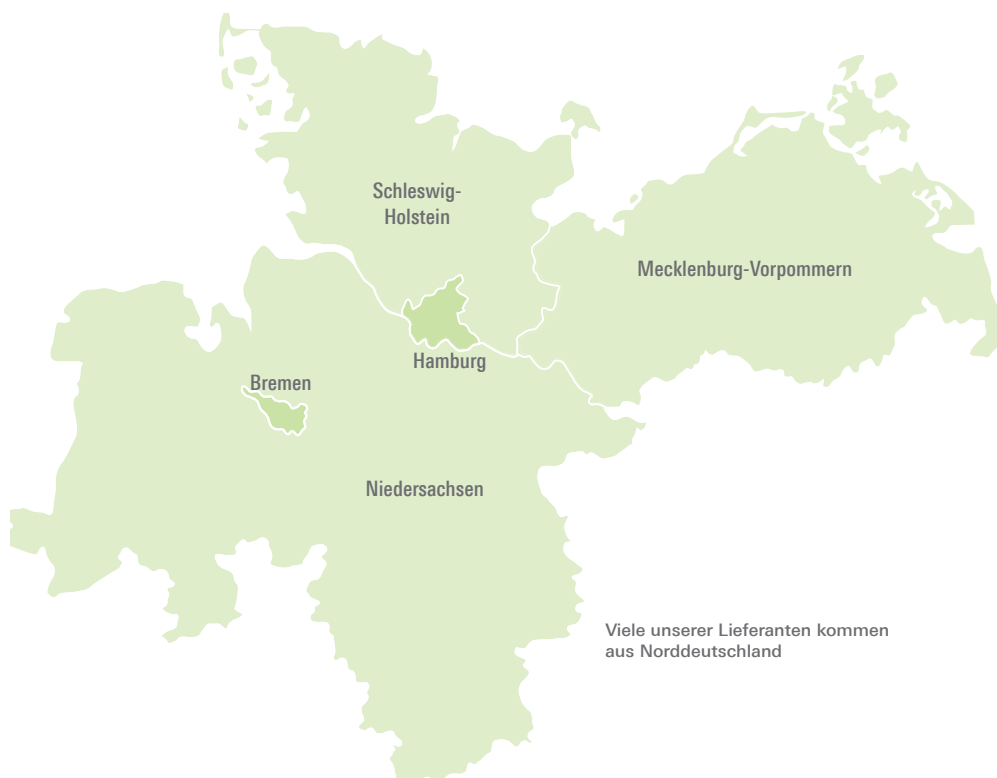 Schleswig-
Holstein
Mecklenburg-Vorpommern
Hamburg
Bremen
Niedersachsen
Viele unserer Lieferanten kommen
aus Norddeutschland